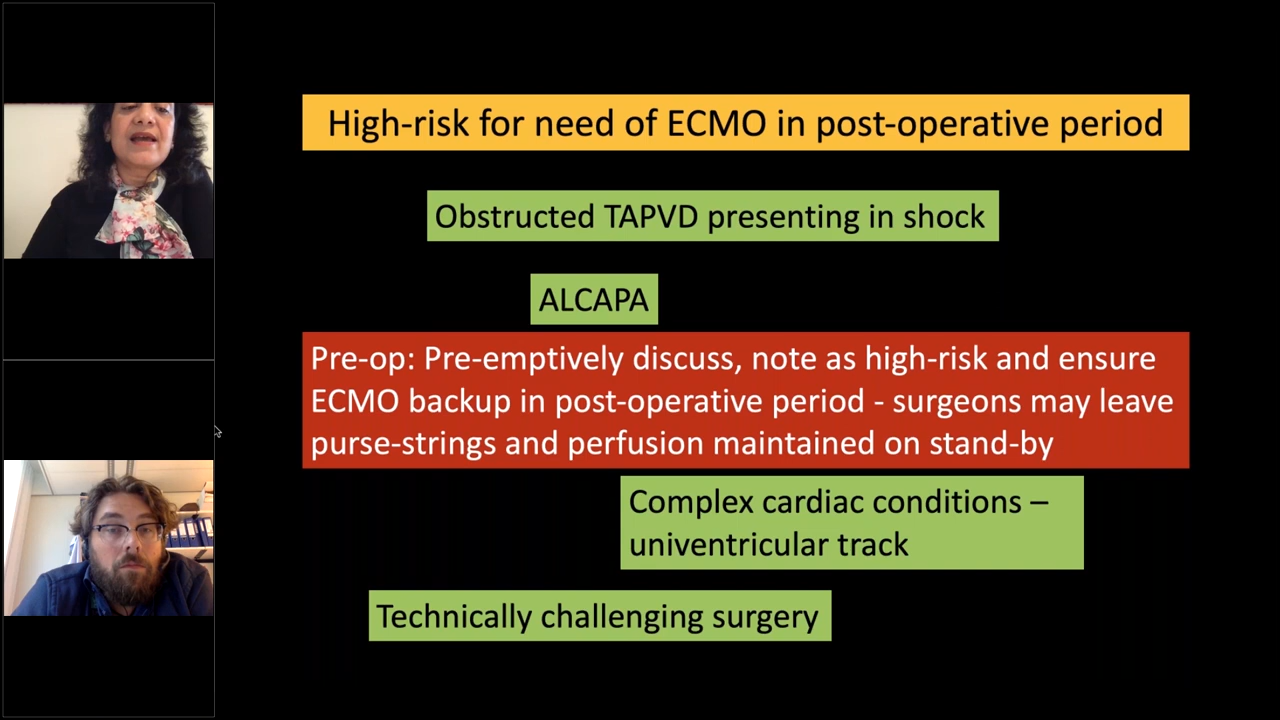 High-risk for need of ECMO in post-operative period
Obstructed TAPVD presenting in shock
ALCAPA
Pre-op: Pre-emptively discuss, note as high-risk and ensure
ECMO backup in post-operative period - surgeons may leave
purse-strings and perfusion maintained on stand-by
Complex cardiac conditions –
univentricular track
Technically challenging surgery